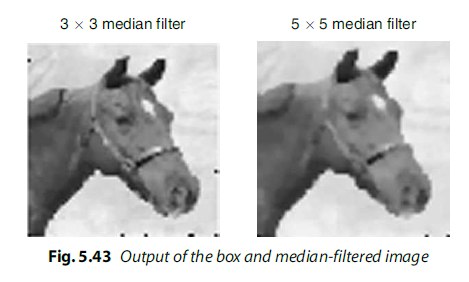 3 × 3 median filter
5 × 5 median filter
Fig. 5.43 Output of the box and median-filtered image